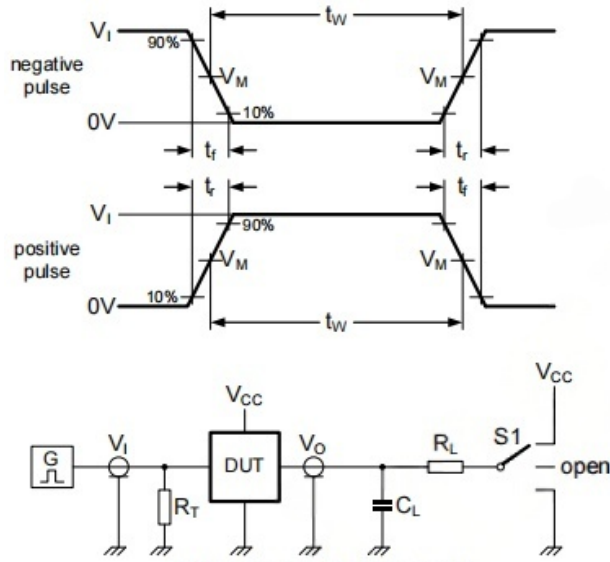 V_I
90%
t_W
negative pulse
V_M
V_M
0V
10%
t_f
t_r
t_r
t_f
V_I
90%
positive pulse
V_M
V_M
10%
0V
t_W
V_CC
V_CC
G
V_I
DUT
V_O
R_L
S1
open
R_T
C_L